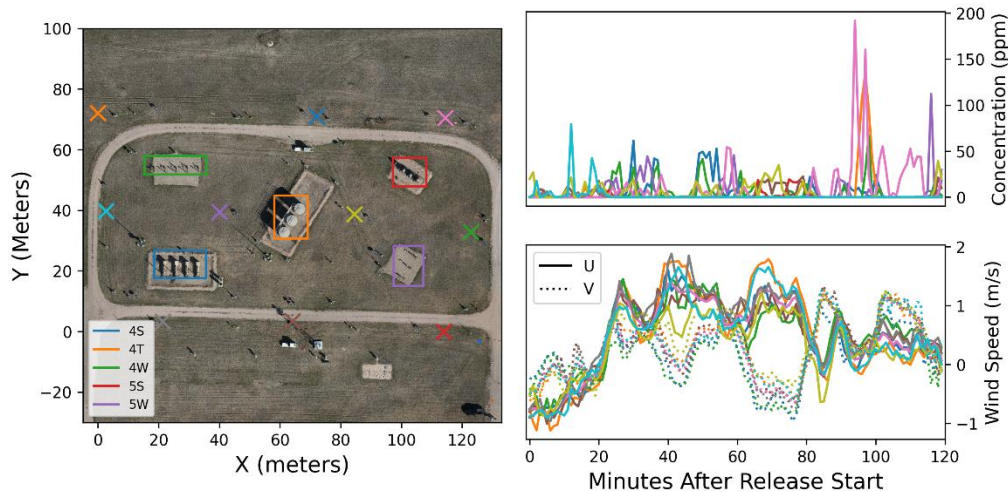 100
80
60
40
20
0
−20
Y (Meters)
0
20
40
60
80
100
120
X (meters)
4S
4T
4W
5S
5W
200
150
100
50
0
Concentration (ppm)
U
V
2
1
0
−1
Wind Speed (m/s)
0
20
40
60
80
100
120
Minutes After Release Start